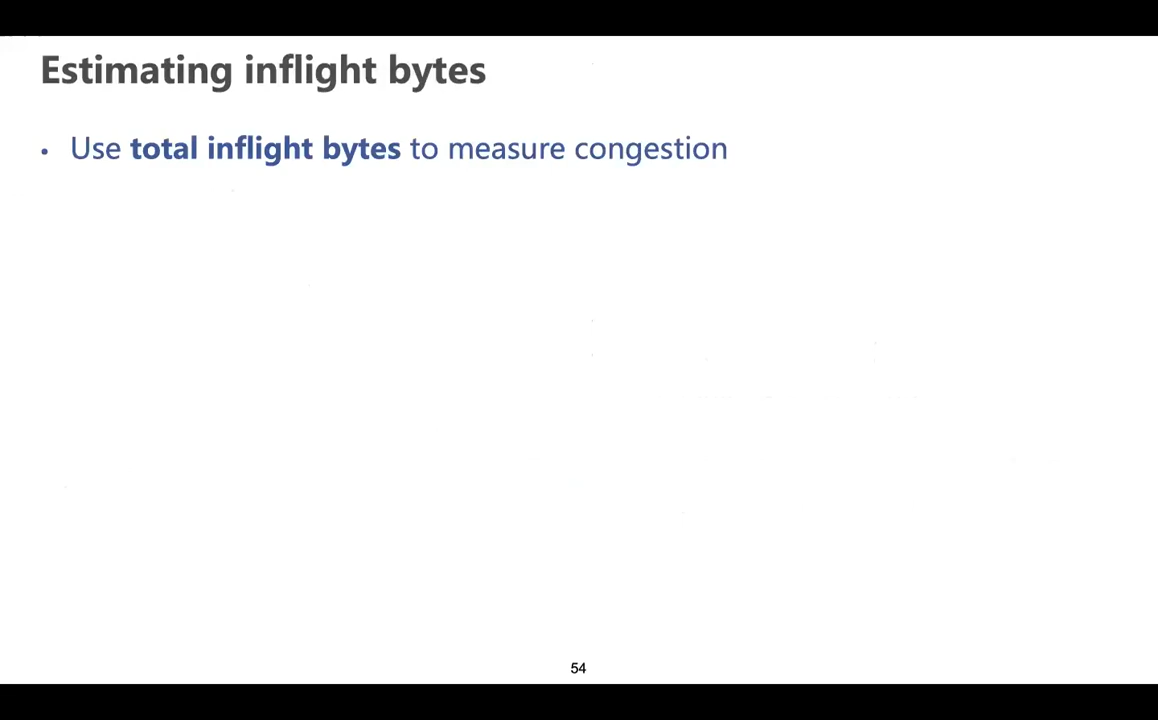 Estimating inflight bytes
• Use total inflight bytes to measure congestion
54